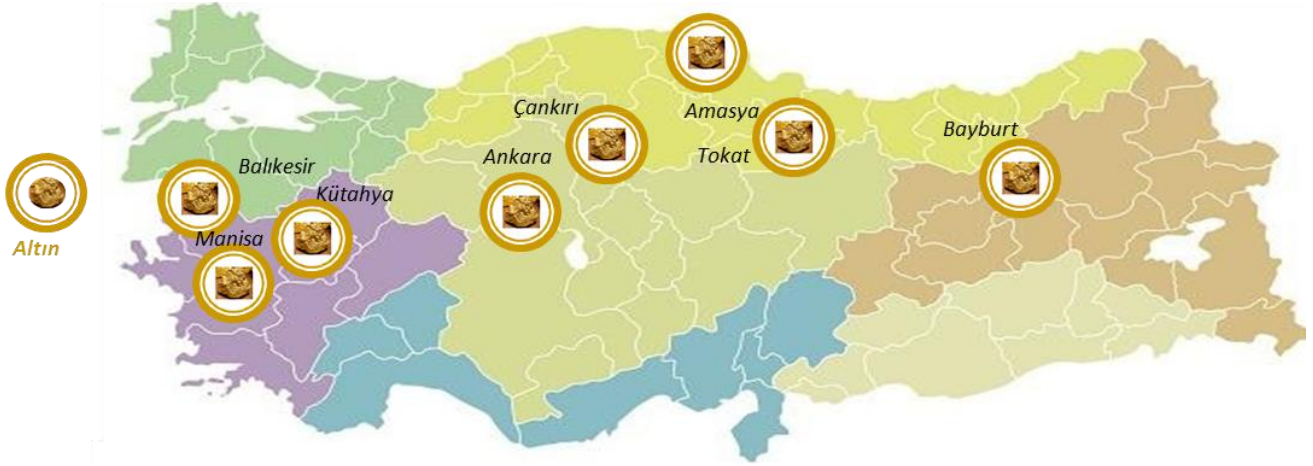 Çankırı
Amasya
Bayburt
Ankara
Tokat
Balıkesir
Kütahya
Manisa
Altın